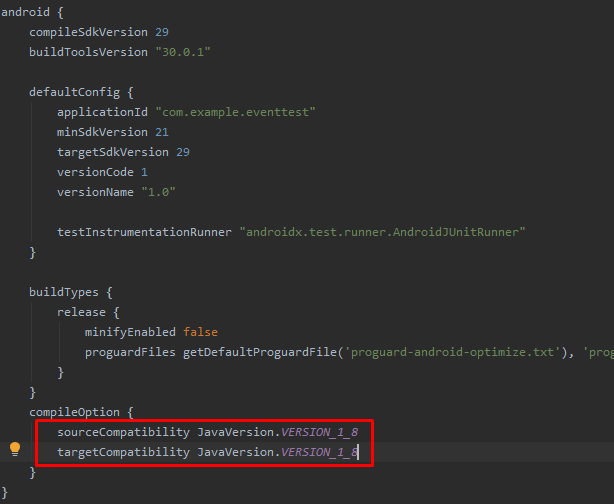 android {
compileSdkVersion 29
buildToolsVersion "30.0.1"
defaultConfig {
applicationId "com.example.eventtest"
minSdkVersion 21
targetSdkVersion 29
versionCode 1
versionName "1.0"
testInstrumentationRunner "androidx.test.runner.AndroidJUnitRunner"
}
buildTypes {
release {
minifyEnabled false
proguardFiles getDefaultProguardFile('proguard-android-optimize.txt'), 'prog
}
}
compileOption {
sourceCompatibility JavaVersion.VERSION_1_8
targetCompatibility JavaVersion.VERSION_1_8
}
}